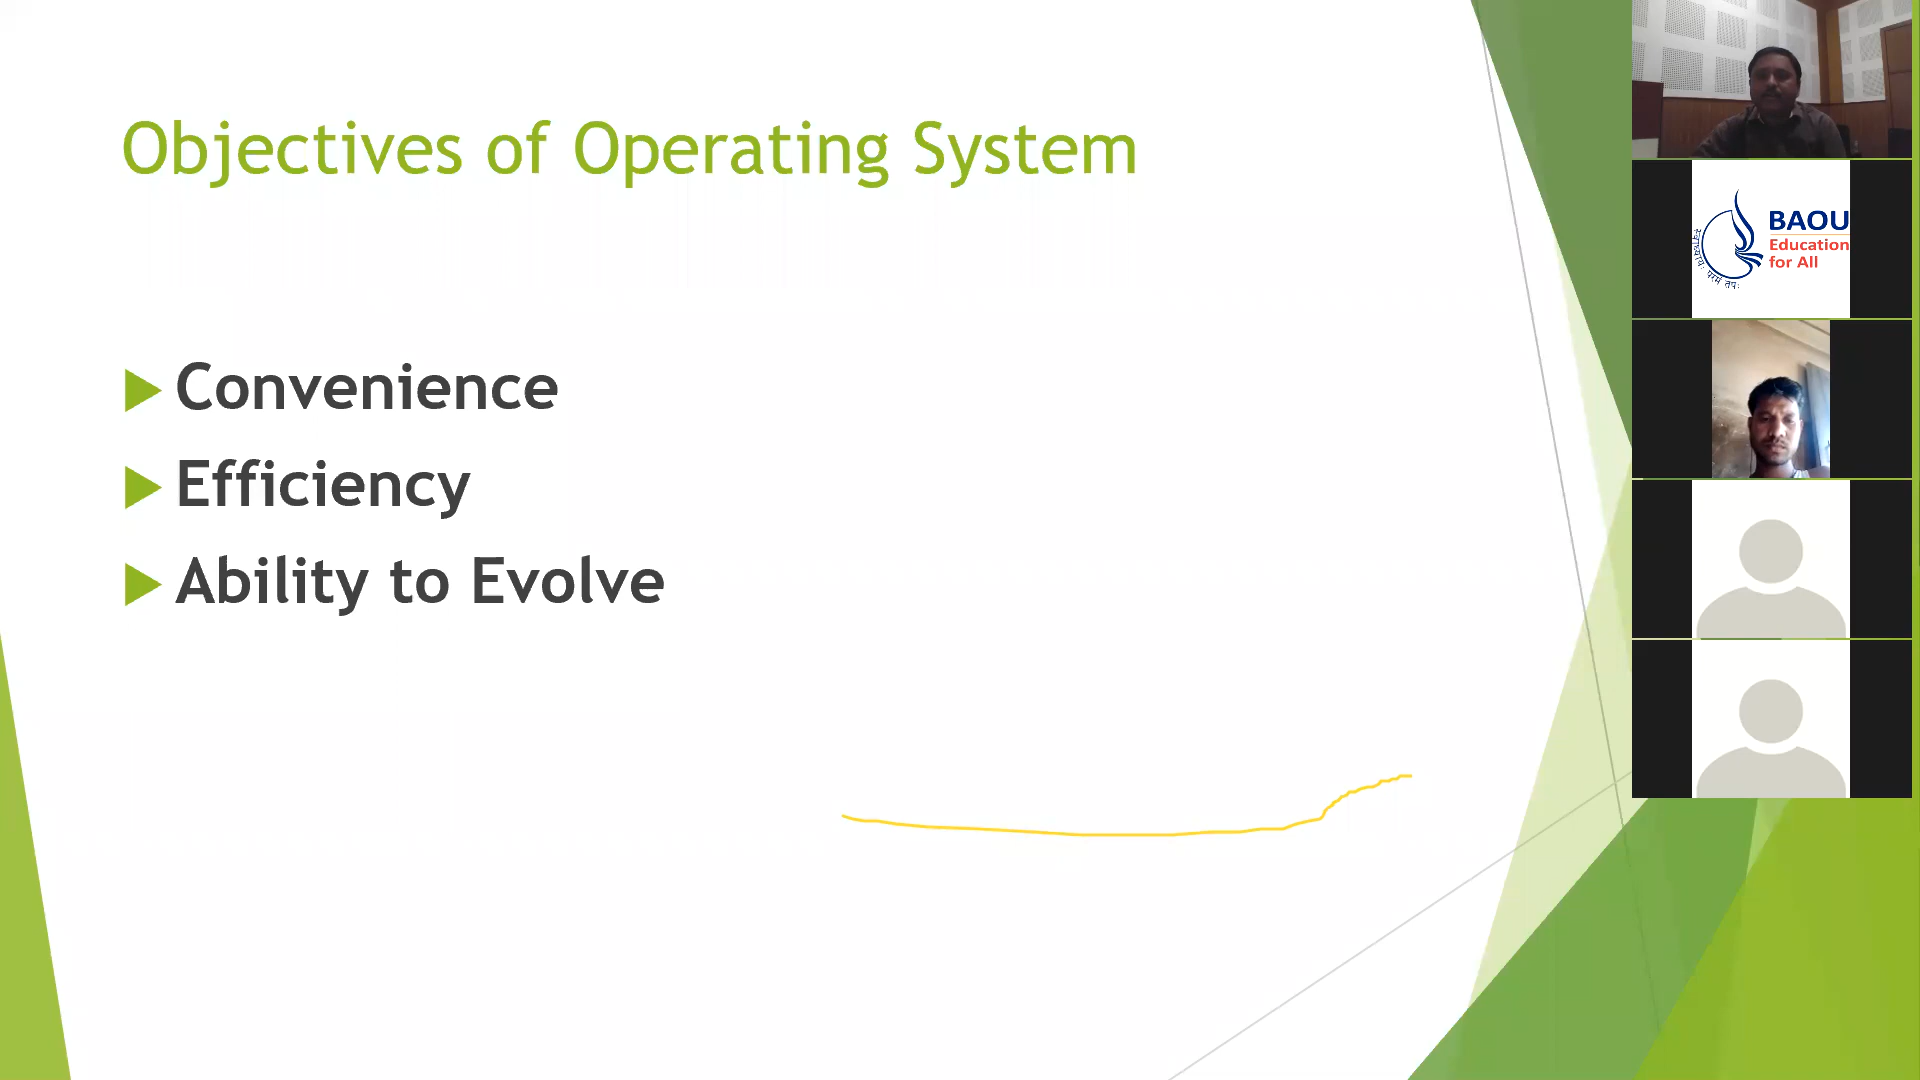 Objectives of Operating System
Convenience
Efficiency
Ability to Evolve
BAOU
Education
for All